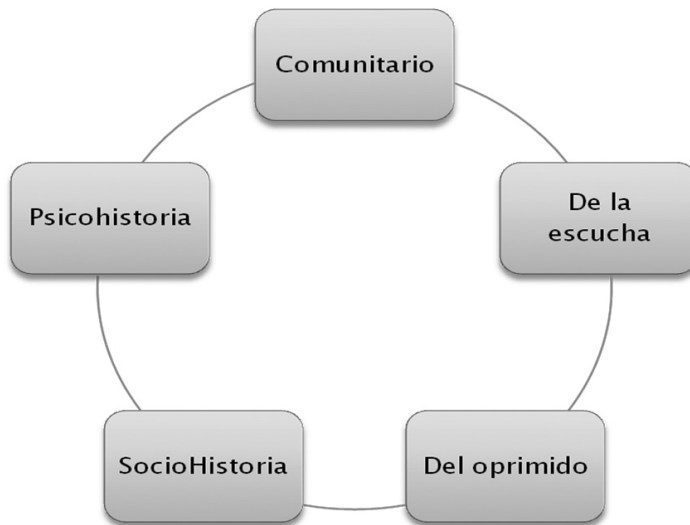 Comunitario
De la
escucha
Del oprimido
SocioHistoria
Psicohistoria